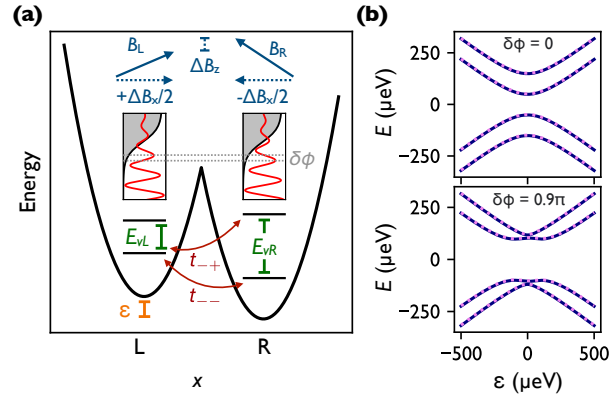 (a)
B_L
B_R
ΔB_z
+ΔB_x/2
-ΔB_x/2
δϕ
Energy
E_vL
E_vR
t_−+
t_−−
ε
L
R
x
(b)
δϕ = 0
E (μeV)
250
0
−250
δϕ = 0.9π
E (μeV)
250
0
−250
−500
0
500
ε (μeV)